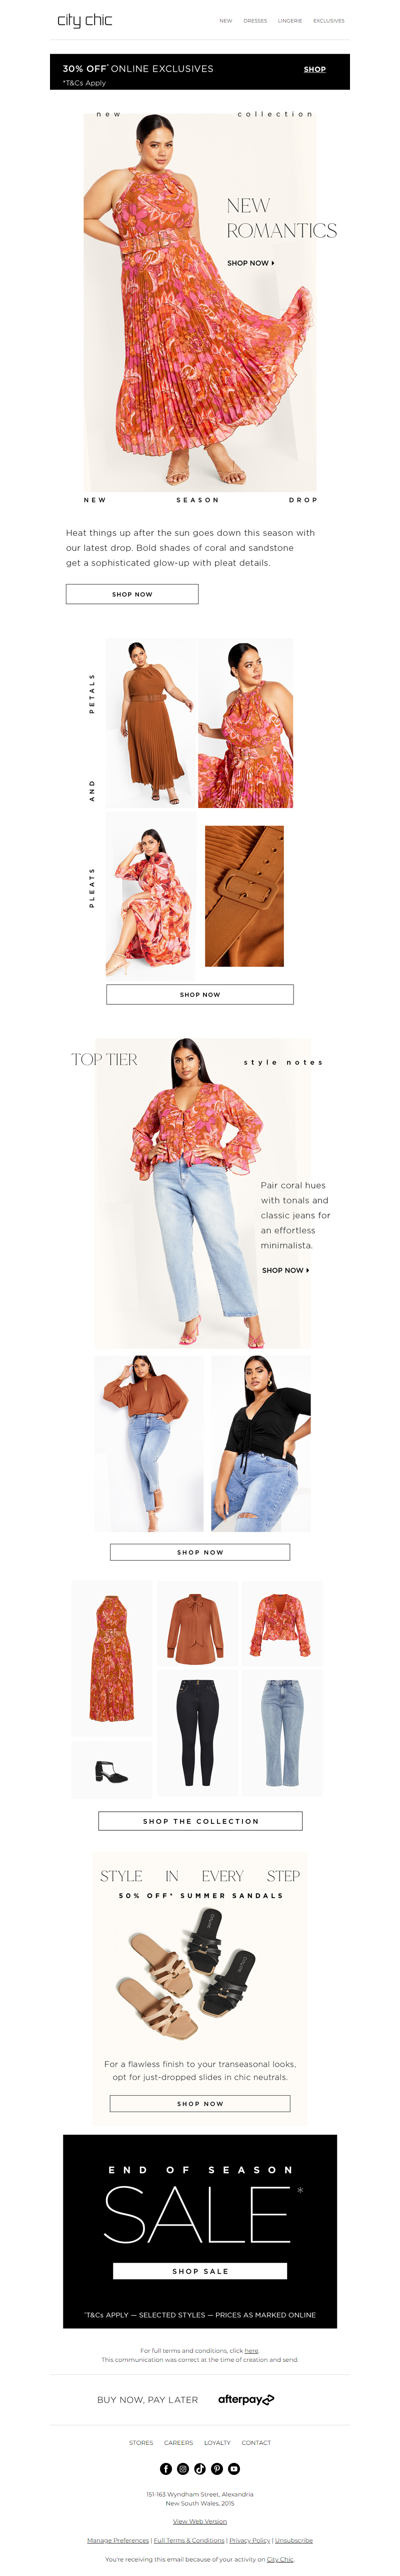 city chic
NEW DRESSES LINGERIE EXCLUSIVES
30% OFF* ONLINE EXCLUSIVES SHOP
*T&Cs Apply
new collection
NEW
ROMANTICS
SHOP NOW
NEW SEASON DROP
Heat things up after the sun goes down this season with
our latest drop. Bold shades of coral and sandstone
get a sophisticated glow-up with pleat details.
SHOP NOW
PETALS
AND
PLEATS
SHOP NOW
TOP TIER
style notes
Pair coral hues
with tonals and
classic jeans for
an effortless
minimalista.
SHOP NOW
SHOP NOW
SHOP THE COLLECTION
STYLE IN EVERY STEP
50% OFF* SUMMER SANDALS
For a flawless finish to your transeasonal looks,
opt for just-dropped slides in chic neutrals.
SHOP NOW
END OF SEASON
SALE*
SHOP SALE
*T&Cs APPLY — SELECTED STYLES — PRICES AS MARKED ONLINE
For full terms and conditions, click here.
This communication was correct at the time of creation and send.
BUY NOW, PAY LATER afterpay
STORES CAREERS LOYALTY CONTACT
151-163 Wyndham Street, Alexandria
New South Wales, 2015
View Web Version
Manage Preferences | Full Terms & Conditions | Privacy Policy | Unsubscribe
You're receiving this email because of your activity on City Chic.